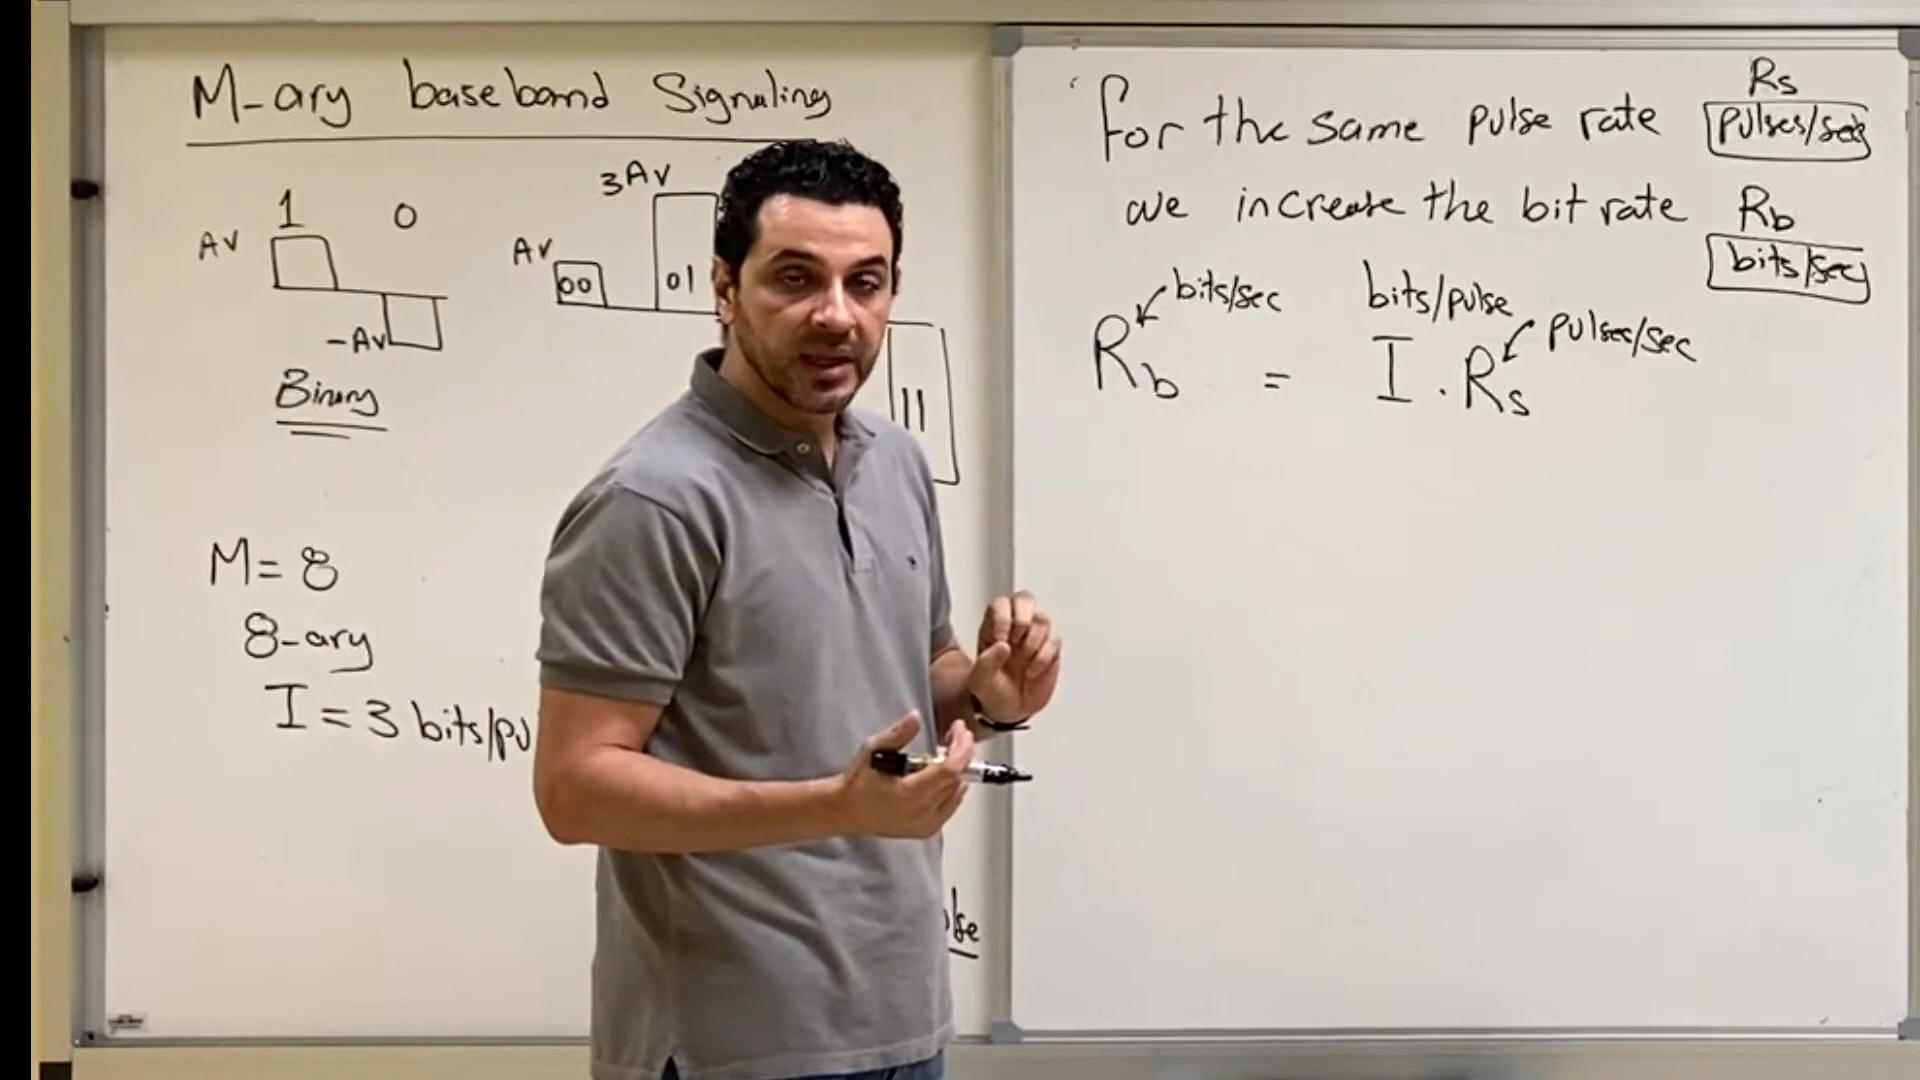 M-ary baseband Signaling
1 0
AV
-AV
Binary
3AV
AV
00
01
11
M=8
8-ary
I=3 bits/pu
lse
For the same pulse rate Rs pulses/sec
we increase the bit rate Rb bits/sec
bits/sec bits/pulse pulses/sec
Rb = I . Rs